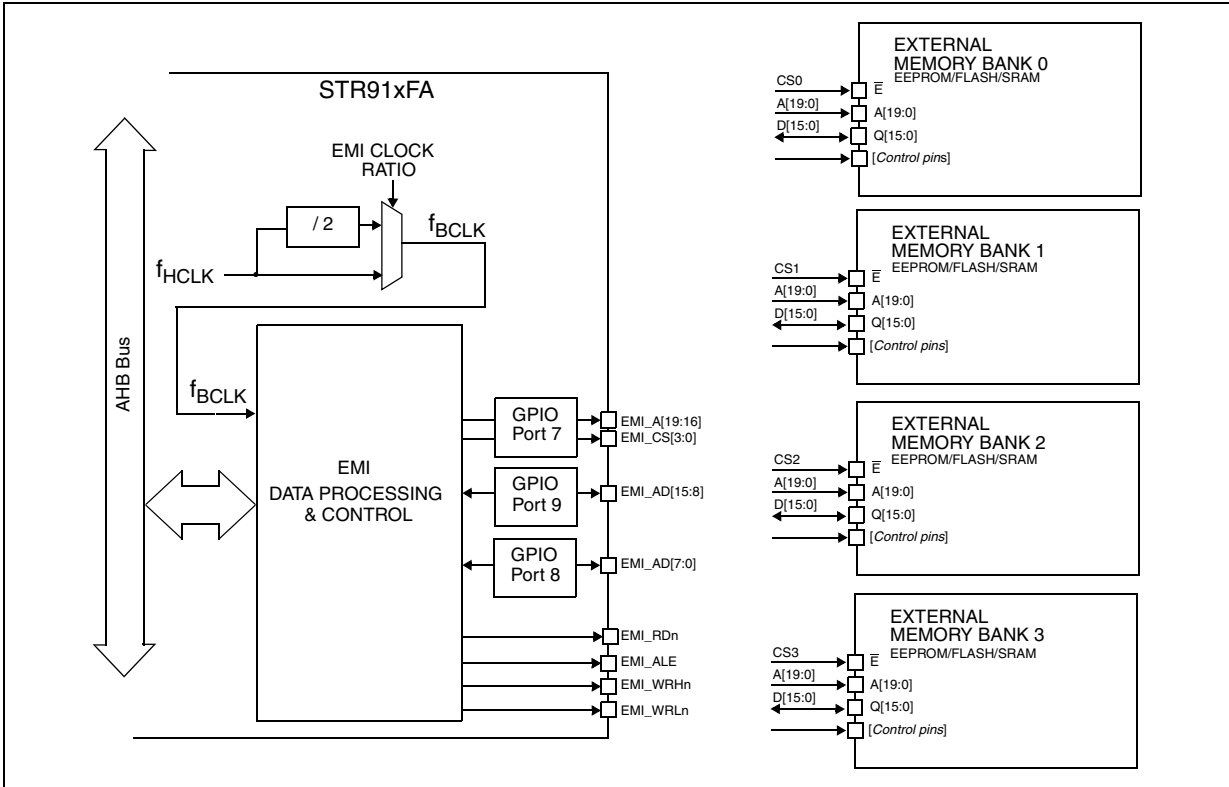 STR91xFA
EMI CLOCK
RATIO
/ 2
fBCLK
fHCLK
AHB Bus
fBCLK
EMI
DATA PROCESSING
& CONTROL
GPIO
Port 7
EMI_A[19:16]
EMI_CS[3:0]
GPIO
Port 9
EMI_AD[15:8]
GPIO
Port 8
EMI_AD[7:0]
EMI_RDn
EMI_ALE
EMI_WRHn
EMI_WRLn
EXTERNAL
MEMORY BANK 0
EEPROM/FLASH/SRAM
CS0
E̅
A[19:0]
A[19:0]
D[15:0]
Q[15:0]
[Control pins]
EXTERNAL
MEMORY BANK 1
EEPROM/FLASH/SRAM
CS1
E̅
A[19:0]
A[19:0]
D[15:0]
Q[15:0]
[Control pins]
EXTERNAL
MEMORY BANK 2
EEPROM/FLASH/SRAM
CS2
E̅
A[19:0]
A[19:0]
D[15:0]
Q[15:0]
[Control pins]
EXTERNAL
MEMORY BANK 3
EEPROM/FLASH/SRAM
CS3
E̅
A[19:0]
A[19:0]
D[15:0]
Q[15:0]
[Control pins]